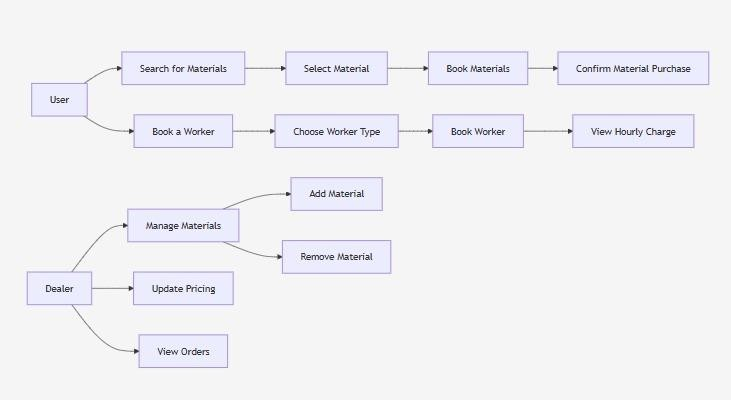 Search for Materials
Select Material
Book Materials
Confirm Material Purchase
User
Book a Worker
Choose Worker Type
Book Worker
View Hourly Charge
Add Material
Manage Materials
Remove Material
Dealer
Update Pricing
View Orders